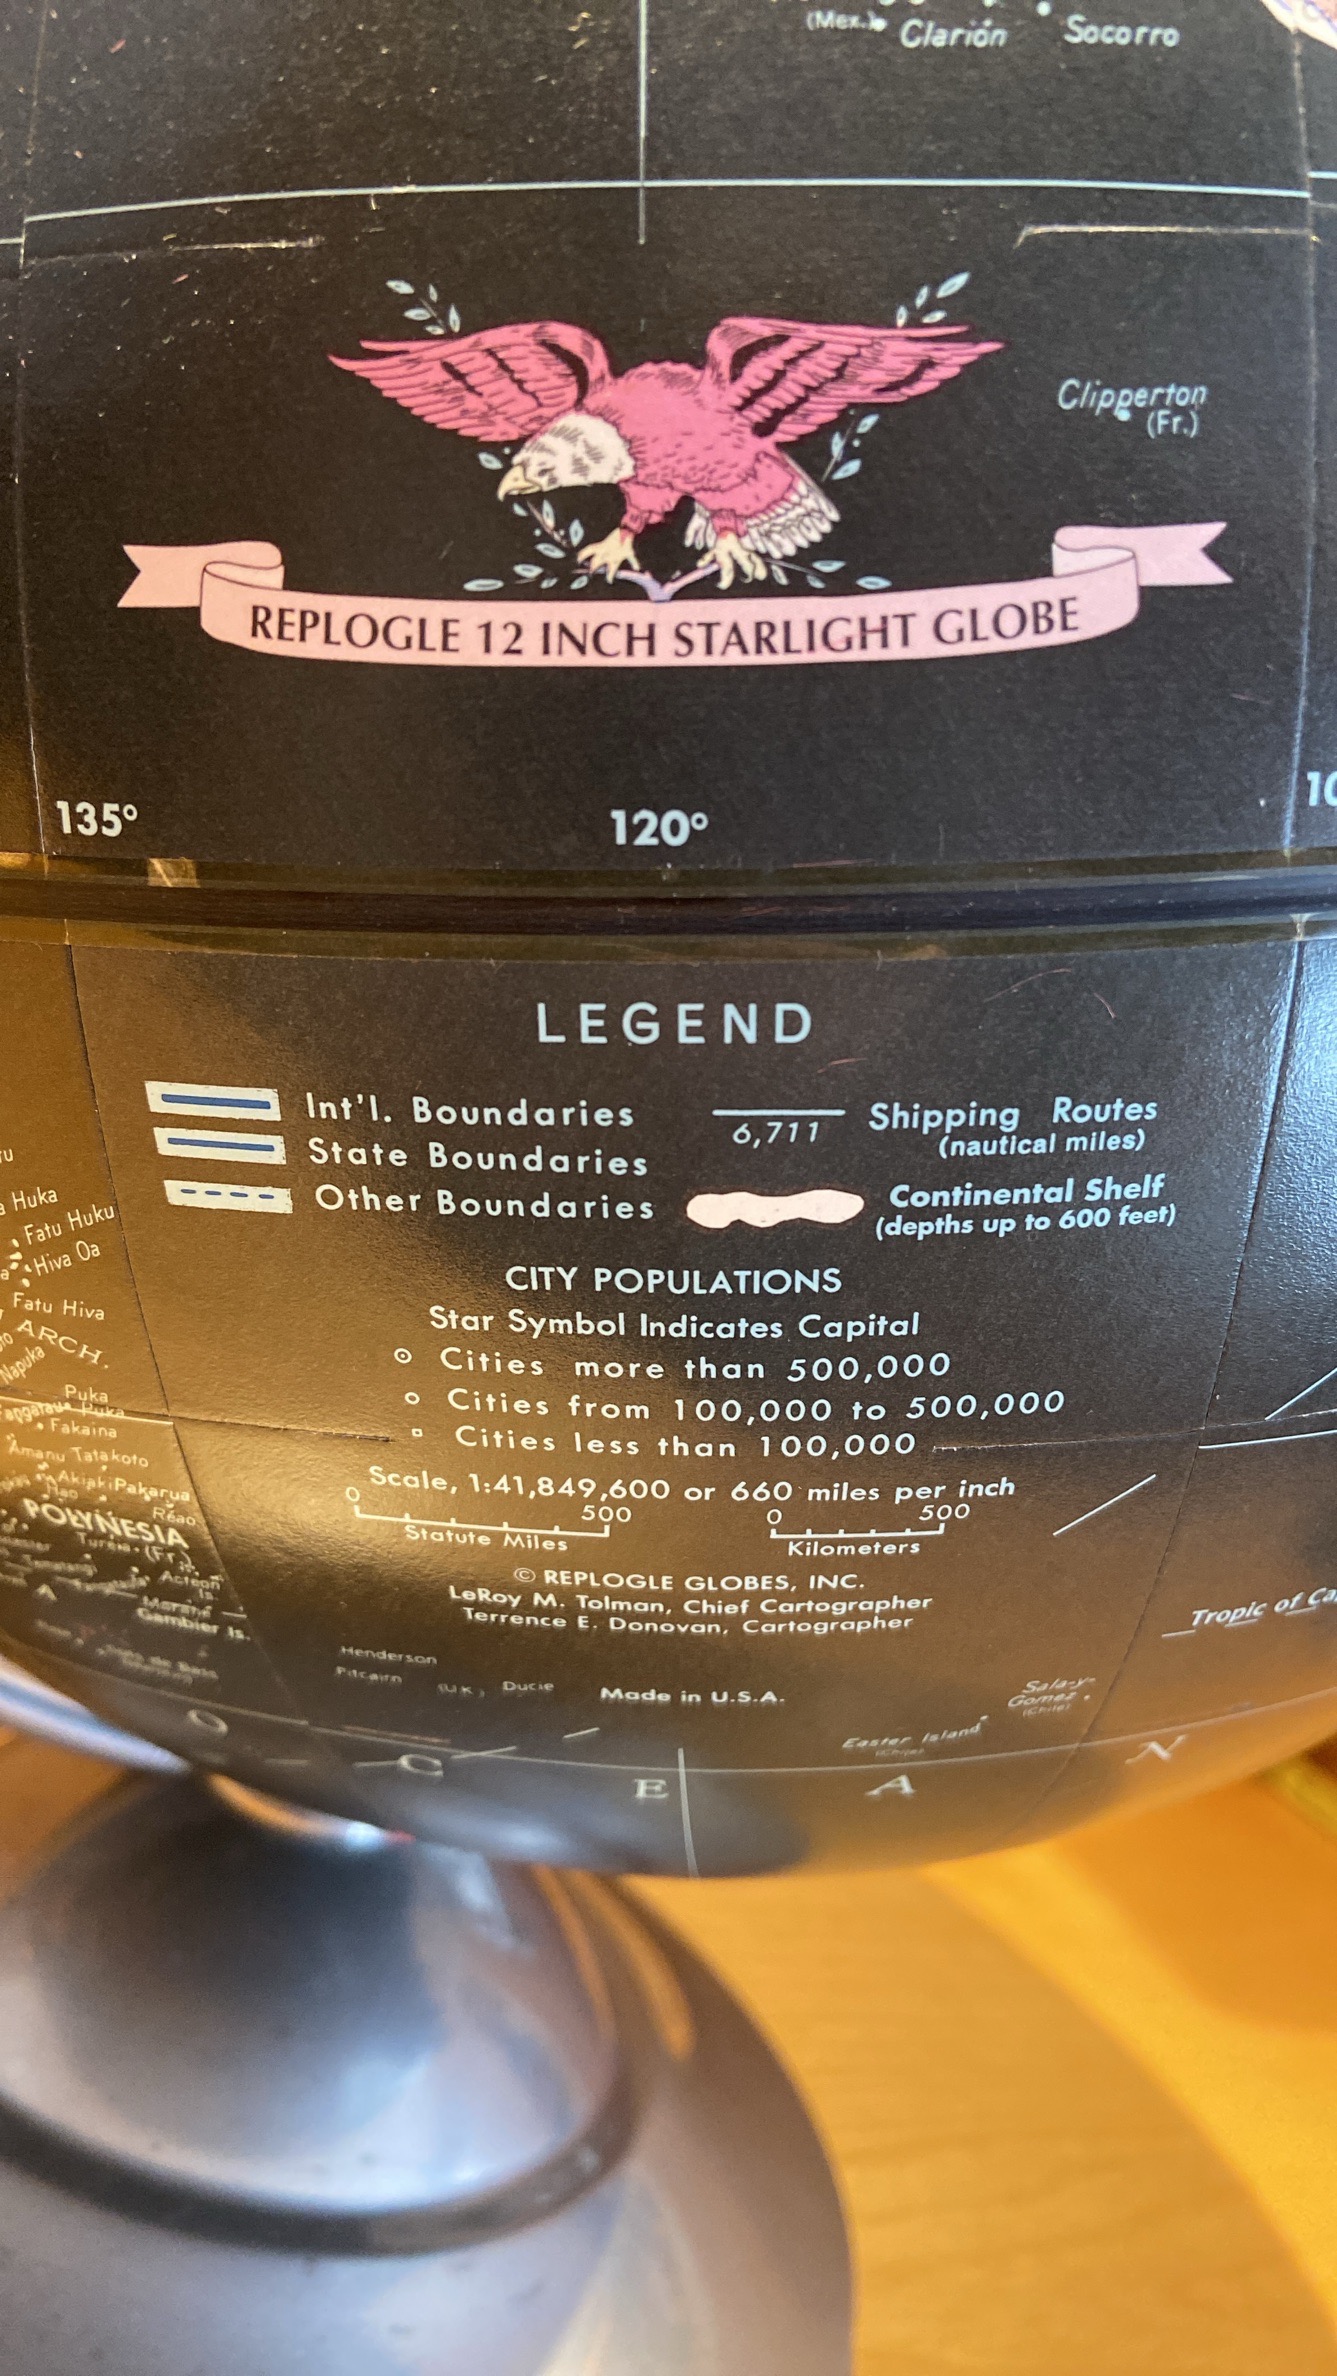 (Mex.) Clarión Socorro
Clipperton
(Fr.)
REPLOGLE 12 INCH STARLIGHT GLOBE
135° 120° 10
LEGEND
Int'l. Boundaries
State Boundaries
Other Boundaries
6,711 Shipping Routes
(nautical miles)
Continental Shelf
(depths up to 600 feet)
CITY POPULATIONS
Star Symbol Indicates Capital
Cities more than 500,000
Cities from 100,000 to 500,000
Cities less than 100,000
Scale, 1:41,849,600 or 660 miles per inch
0 500
Statute Miles
0 500
Kilometers
© REPLOGLE GLOBES, INC.
LeRoy M. Tolman, Chief Cartographer
Terrence E. Donovan, Cartographer
Made in U.S.A.
Huka
Fatu Huku
Hiva Oa
Fatu Hiva
ARCH.
Napuka
Puka
Puka
Fakaina
Amanu Tatakoto
Akiaki Pakarua
Reao
POLYNESIA
(Fr.)
Acteon
Is.
Gambier Is.
Henderson
Pitcairn
(U.K.) Ducie
Sala-y-
Gomez
(Chile)
Easter Island
(Chile)
Tropic of Ca
O C E A N